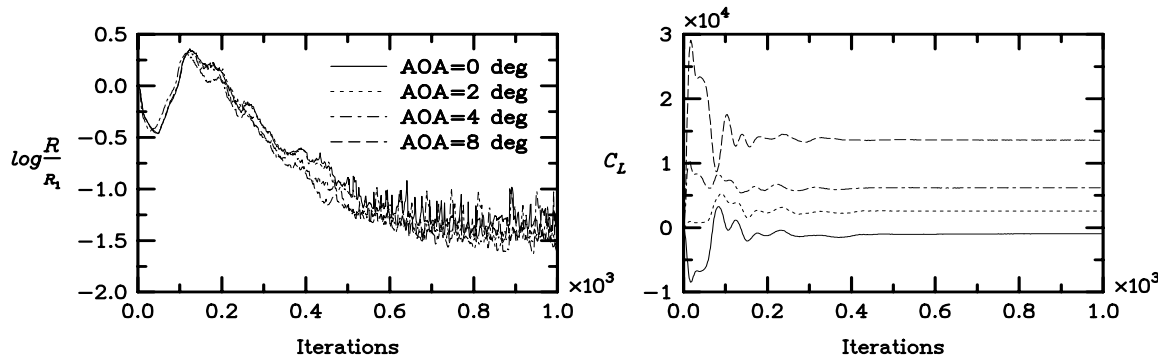 0.5
0.0
−0.5
−1.0
−1.5
−2.0
log R/R₁
AOA=0 deg
AOA=2 deg
AOA=4 deg
AOA=8 deg
0.0 0.2 0.4 0.6 0.8 1.0
×10³
Iterations
×10⁴
3
2
1
0
−1
C_L
0.0 0.2 0.4 0.6 0.8 1.0
×10³
Iterations